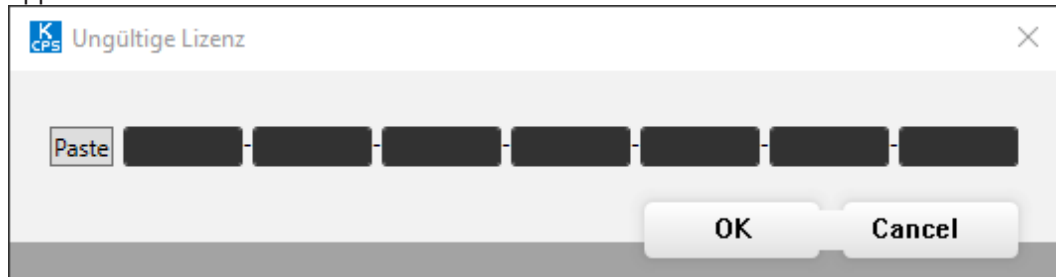 K CPS Ungültige Lizenz
Paste - - - - - -
OK Cancel